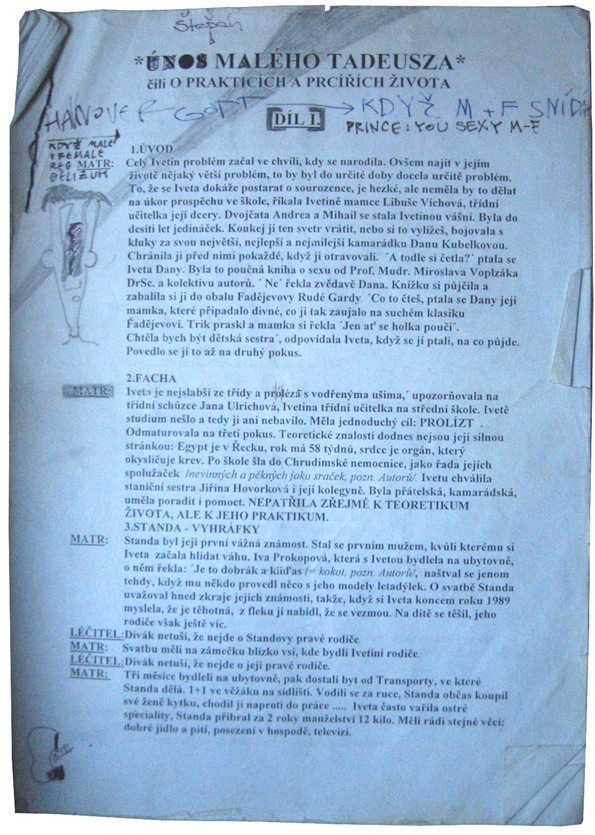 Štefan
*ÚNOS MALÉHO TADEUSZA*
čili O PRAKTICÍCH A PRCÍŘÍCH ŽIVOTA
HANOVER GOTT → KDYŽ M + F SNÍDÁ
DÍL I.
PRINCE: YOU SEXY M-F
KDYŽ MALÉ
1.ÚVOD
MATR: Celý Ivetin problém začal ve chvíli, kdy se narodila. Ovšem najít v jejím
životě nějaký větší problém, to by byl do určité doby docela určitě problém.
To, že se Iveta dokáže postarat o sourozence, je hezké, ale neměla by to dělat
na úkor prospěchu ve škole, říkala Ivetině mamce Libuše Víchová, třídní
učitelka její dcery. Dvojčata Andrea a Mihail se stala Ivetinou vášní. Byla do
desíti let jedináček. Koukej jí ten svetr vrátit, nebo si to vylížeš, bojovala s
kluky za svou největší, nejlepší a nejmilejší kamarádku Danu Kubelkovou.
Chránila ji před nimi pokaždé, když ji otravovali. ´A todle si četla?´ ptala se
Iveta Dany. Byla to poučná kniha o sexu od Prof. Mudr. Miroslava Voplzáka
DrSc. a kolektivu autorů. ´ Ne´ řekla zvědavě Dana. Knížku si půjčila a
zabalila si ji do obalu Fadějevovy Rudé Gardy. ´Co to čteš, ptala se Dany její
mamka, které připadalo divné, co ji tak zaujalo na suchém klasiku
Fadějevovi. Trik praskl a mamka si řekla ´Jen ať se holka poučí´.
Chtěla bych být dětská sestra´, odpovídala Iveta, když se jí ptali, na co půjde.
Povedlo se jí to až na druhý pokus.
2.FACHA
MATR: Iveta je nejslabší ze třídy a prolézá s vodřenýma ušima,´ upozorňovala na
třídní schůzce Jana Ulrichová, Ivetina třídní učitelka na střední škole. Ivetě
studium nešlo a tedy ji ani nebavilo. Měla jednoduchý cíl: PROLÍZT .
Odmaturovala na třetí pokus. Teoretické znalosti dodnes nejsou její silnou
stránkou: Egypt je v Řecku, rok má 58 týdnů, srdce je orgán, který
okysličuje krev. Po škole šla do Chrudimské nemocnice, jako řada jejích
spolužaček /nevinných a pěkných jako sraček, pozn. Autorů/. Ivetu chválila
staniční sestra Jiřina Hovorková i její kolegyně. Byla přátelská, kamarádská,
uměla poradit i pomoct. NEPATŘILA ZŘEJMĚ K TEORETIKUM
ŽIVOTA, ALE K JEHO PRAKTIKUM.
3.STANDA - VYHRÁFKY
MATR: Standa byl její první vážná známost. Stal se prvním mužem, kvůli kterému si
Iveta začala hlídat váhu. Iva Prokopová, která s Ivetou bydlela na ubytovně,
o něm řekla: ´Je to dobrák a kliďas /= kokot, pozn. Autorů/, naštval se jenom
tehdy, když mu někdo provedl něco s jeho modely letadýlek. O svatbě Standa
uvažoval hned zkraje jejich známosti, takže, když si Iveta koncem roku 1989
myslela, že je těhotná, z fleku jí nabídl, že se vezmou. Na dítě se těšil, jeho
rodiče však ještě víc.
LÉČITEL:Divák netuší, že nejde o Standovy pravé rodiče.
MATR: Svatbu měli na zámečku blízko vsi, kde bydlí Ivetini rodiče.
LÉČITEL:Divák netuší, že nejde o její pravé rodiče.
MATR: Tři měsíce bydleli na ubytovně, pak dostali byt od Transporty, ve které
Standa dělá. 1+1 ve věžáku na sídlišti. Vodili se za ruce, Standa občas koupil
své ženě kytku, chodil jí naproti do práce ..... Iveta často vařila ostré
speciality, Standa přibral za 2 roky manželství 12 kilo. Měli rádi stejné věci:
dobré jídlo a pití, posezení v hospodě, televizi.